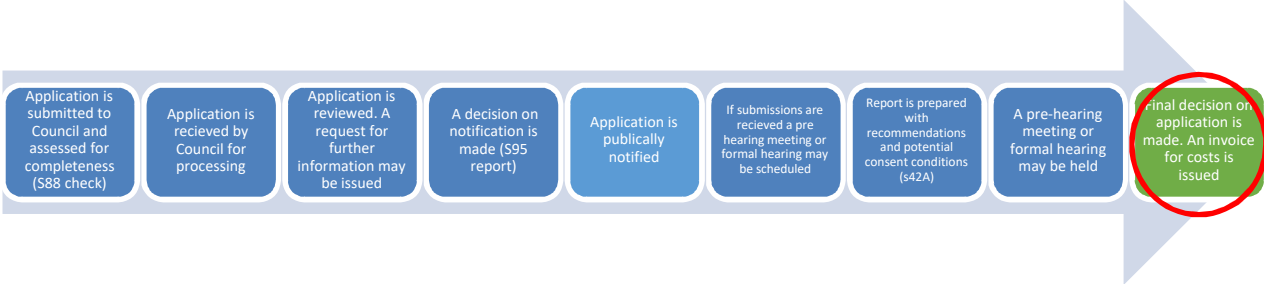 Application is
submitted to
Council and
assessed for
completeness
(S88 check)
Application is
recieved by
Council for
processing
Application is
reviewed. A
request for
further
information may
be issued
A decision on
notification is
made (S95
report)
Application is
publically
notified
If submissions are
recieved a pre
hearing meeting or
formal hearing may
be scheduled
Report is prepared
with
recommendations
and potential
consent conditions
(s42A)
A pre-hearing
meeting or
formal hearing
may be held
Final decision on
application is
made. An invoice
for costs is
issued